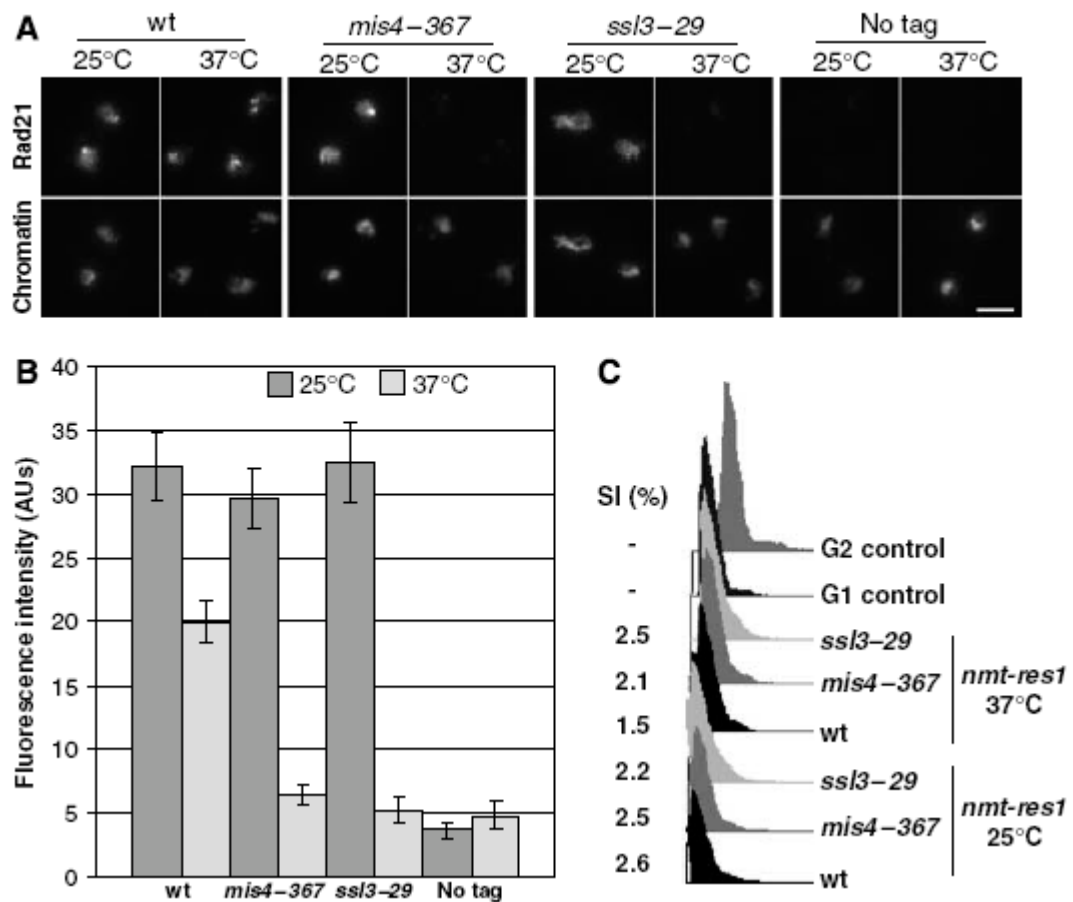 A
wt
mis4–367
ssl3–29
No tag
25°C
37°C
25°C
37°C
25°C
37°C
25°C
37°C
Rad21
Chromatin
B
25°C
37°C
Fluorescence intensity (AUs)
40
35
30
25
20
15
10
5
0
wt
mis4–367
ssl3–29
No tag
C
SI (%)
- G2 control
- G1 control
2.5 ssl3–29
2.1 mis4–367
1.5 wt
nmt-res1
37°C
2.2 ssl3–29
2.5 mis4–367
2.6 wt
nmt-res1
25°C